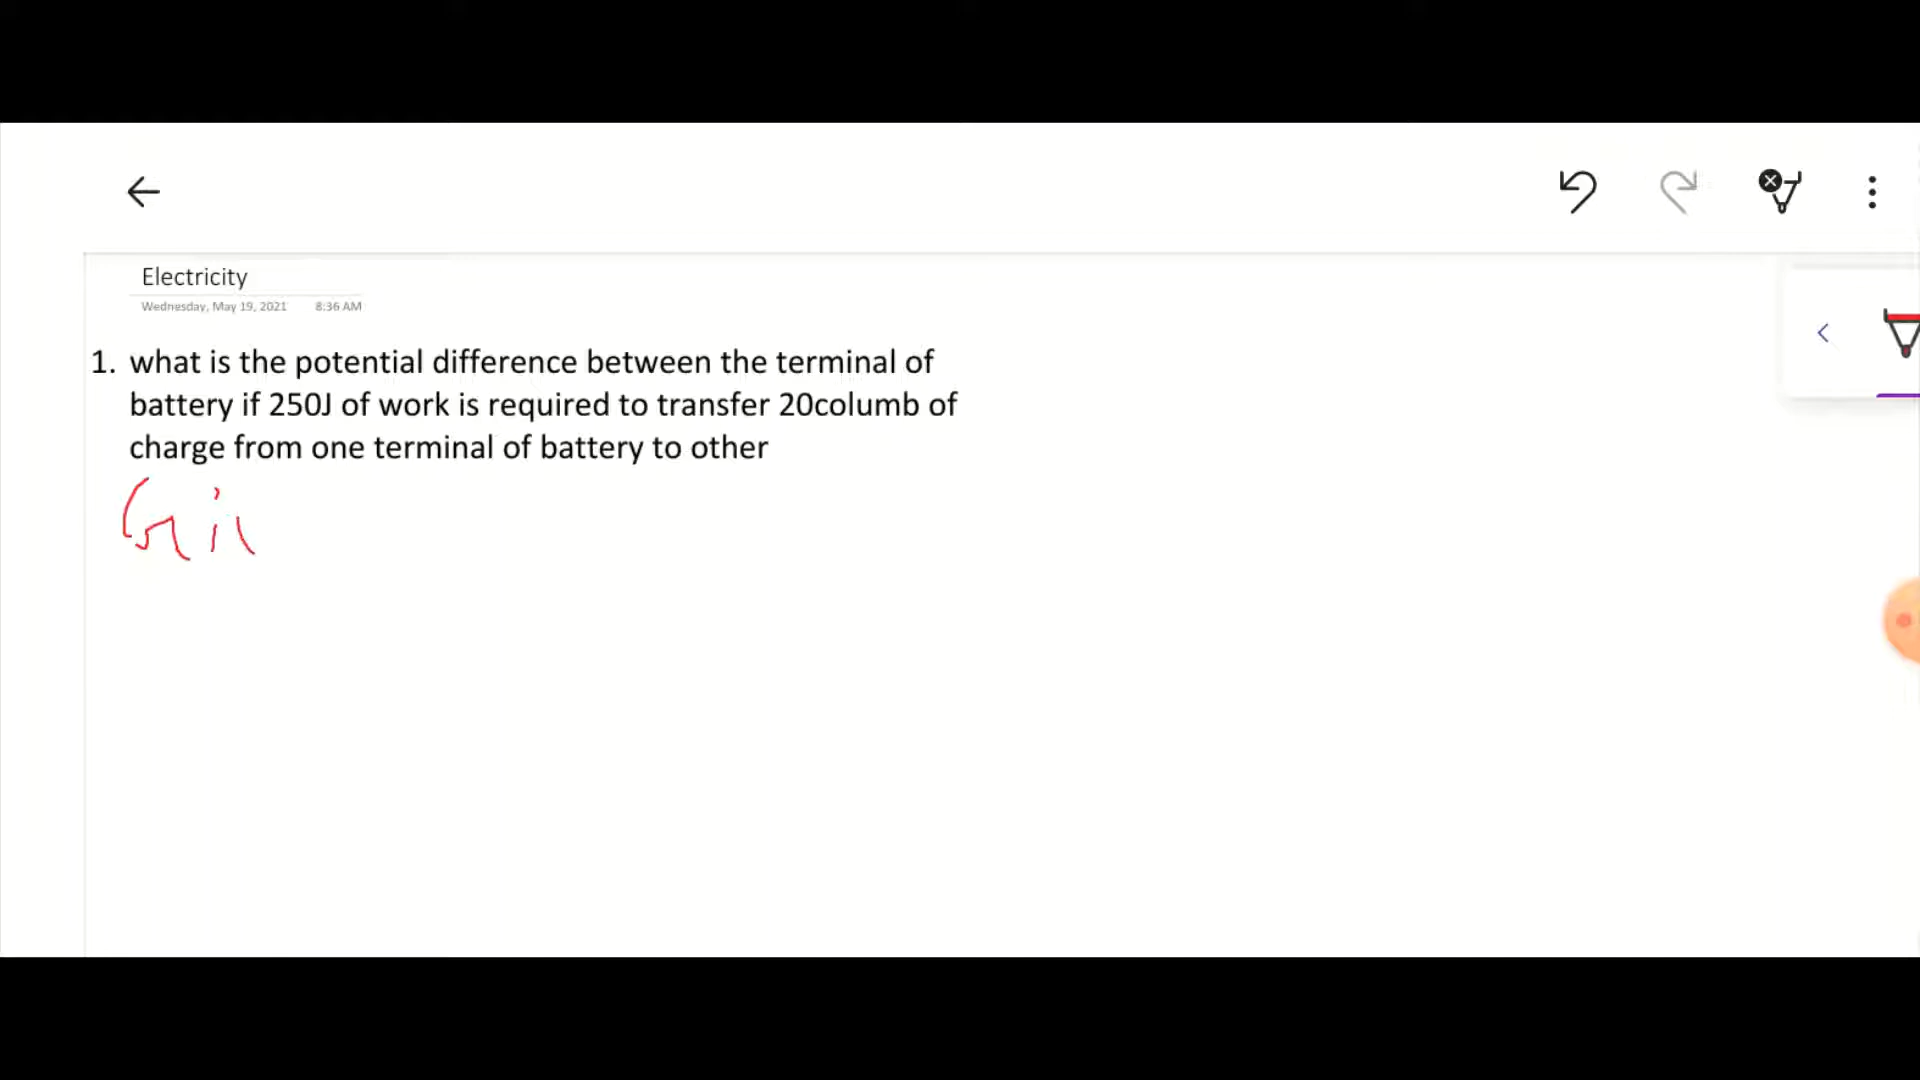 Electricity
Wednesday, May 19, 2021 8:36 AM
1. what is the potential difference between the terminal of
battery if 250J of work is required to transfer 20columb of
charge from one terminal of battery to other